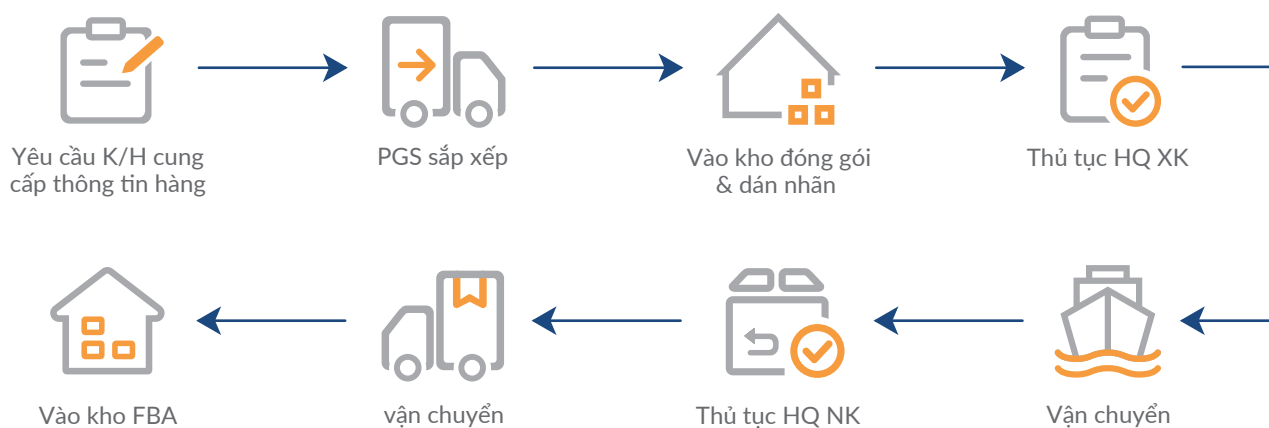 Yêu cầu K/H cung
cấp thông tin hàng
PGS sắp xếp
Vào kho đóng gói
& dán nhãn
Thủ tục HQ XK
Vào kho FBA
vận chuyển
Thủ tục HQ NK
Vận chuyển